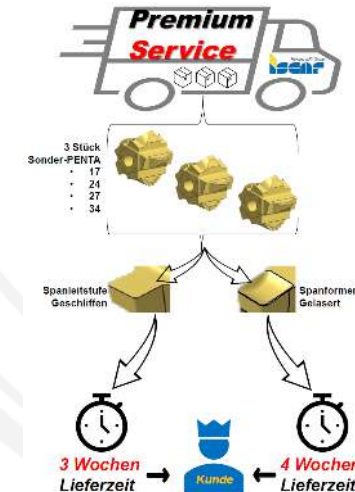 Premium
Service
3 Stück
Sonder-PENTA
• 17
• 24
• 27
• 34
Spanleitstufe
Geschliffen
Spanformer
Gelasert
3 Wochen
Lieferzeit
Kunde
4 Wochen
Lieferzeit